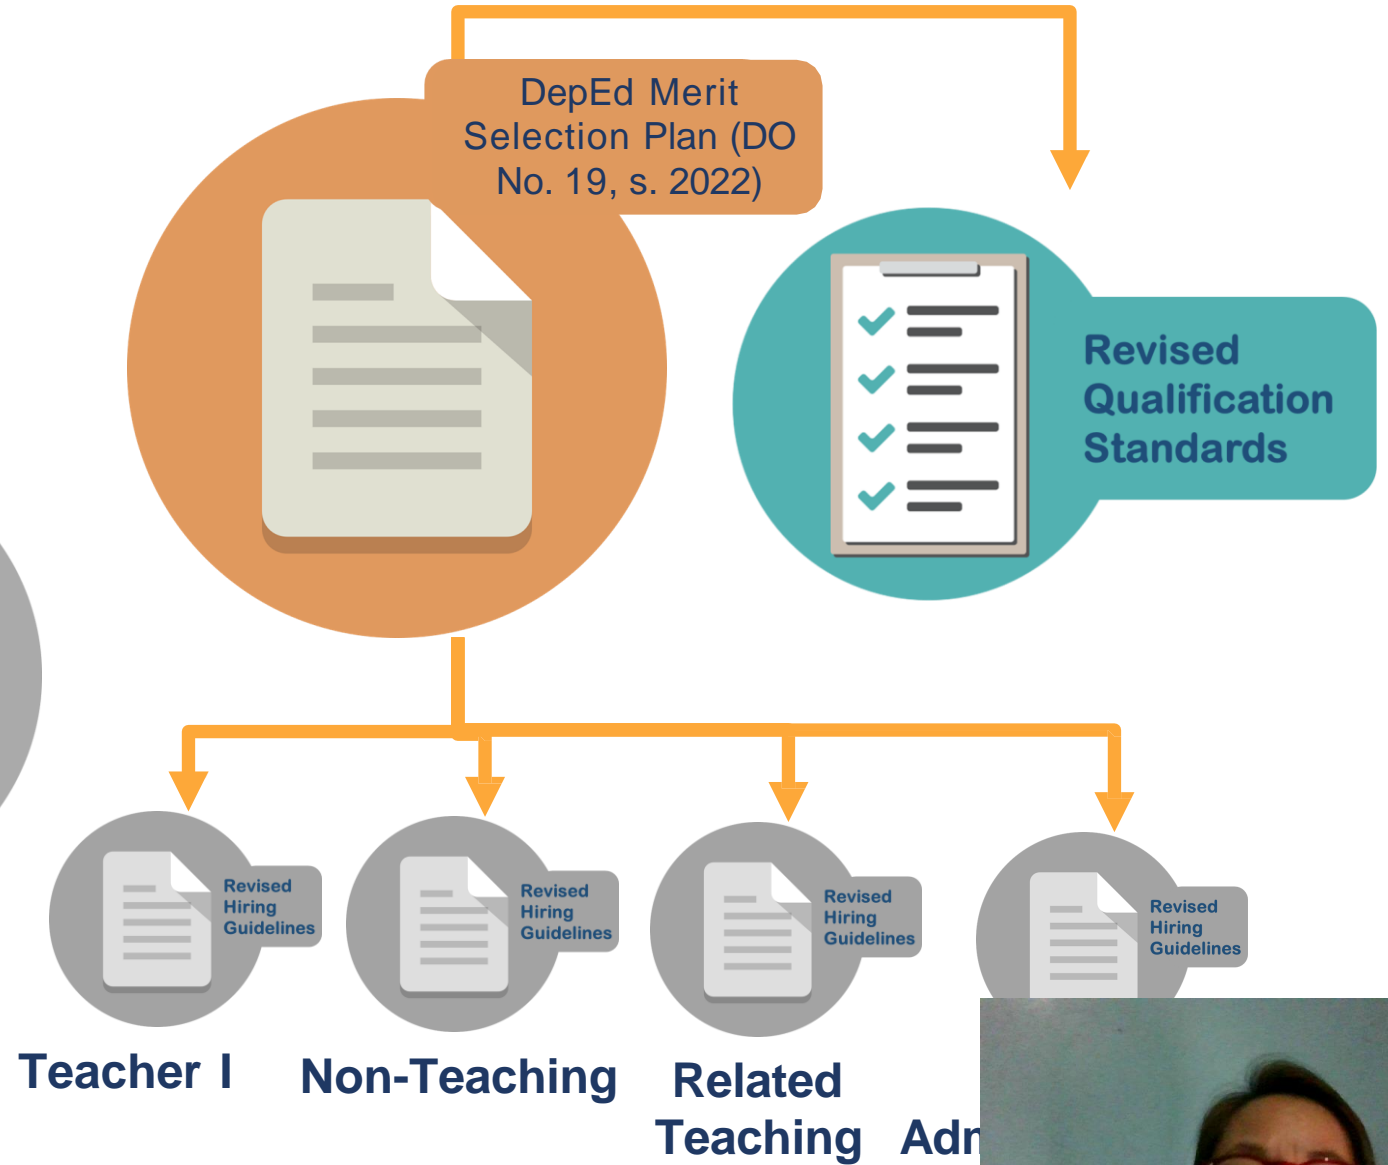 DepEd Merit
Selection Plan (DO
No. 19, s. 2022)
Revised
Qualification
Standards
Revised
Hiring
Guidelines
Revised
Hiring
Guidelines
Revised
Hiring
Guidelines
Revised
Hiring
Guidelines
Teacher I
Non-Teaching
Related
Teaching